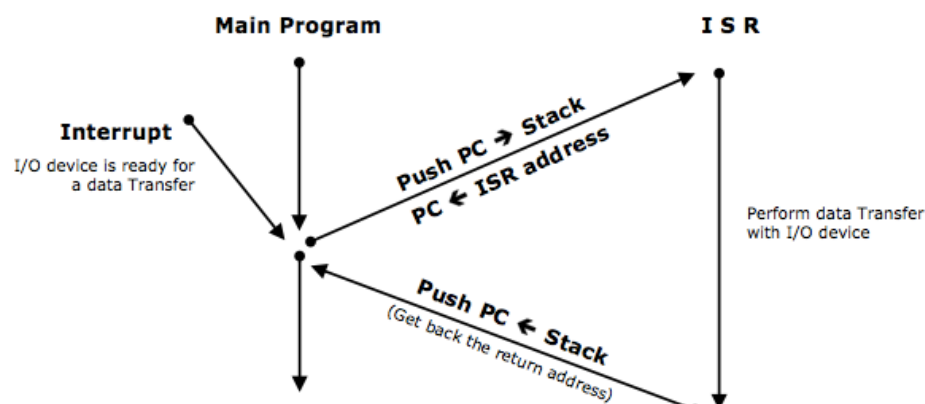 Main Program
I S R
Interrupt
I/O device is ready for
a data Transfer
Push PC → Stack
PC ← ISR address
Perform data Transfer
with I/O device
Push PC ← Stack
(Get back the return address)